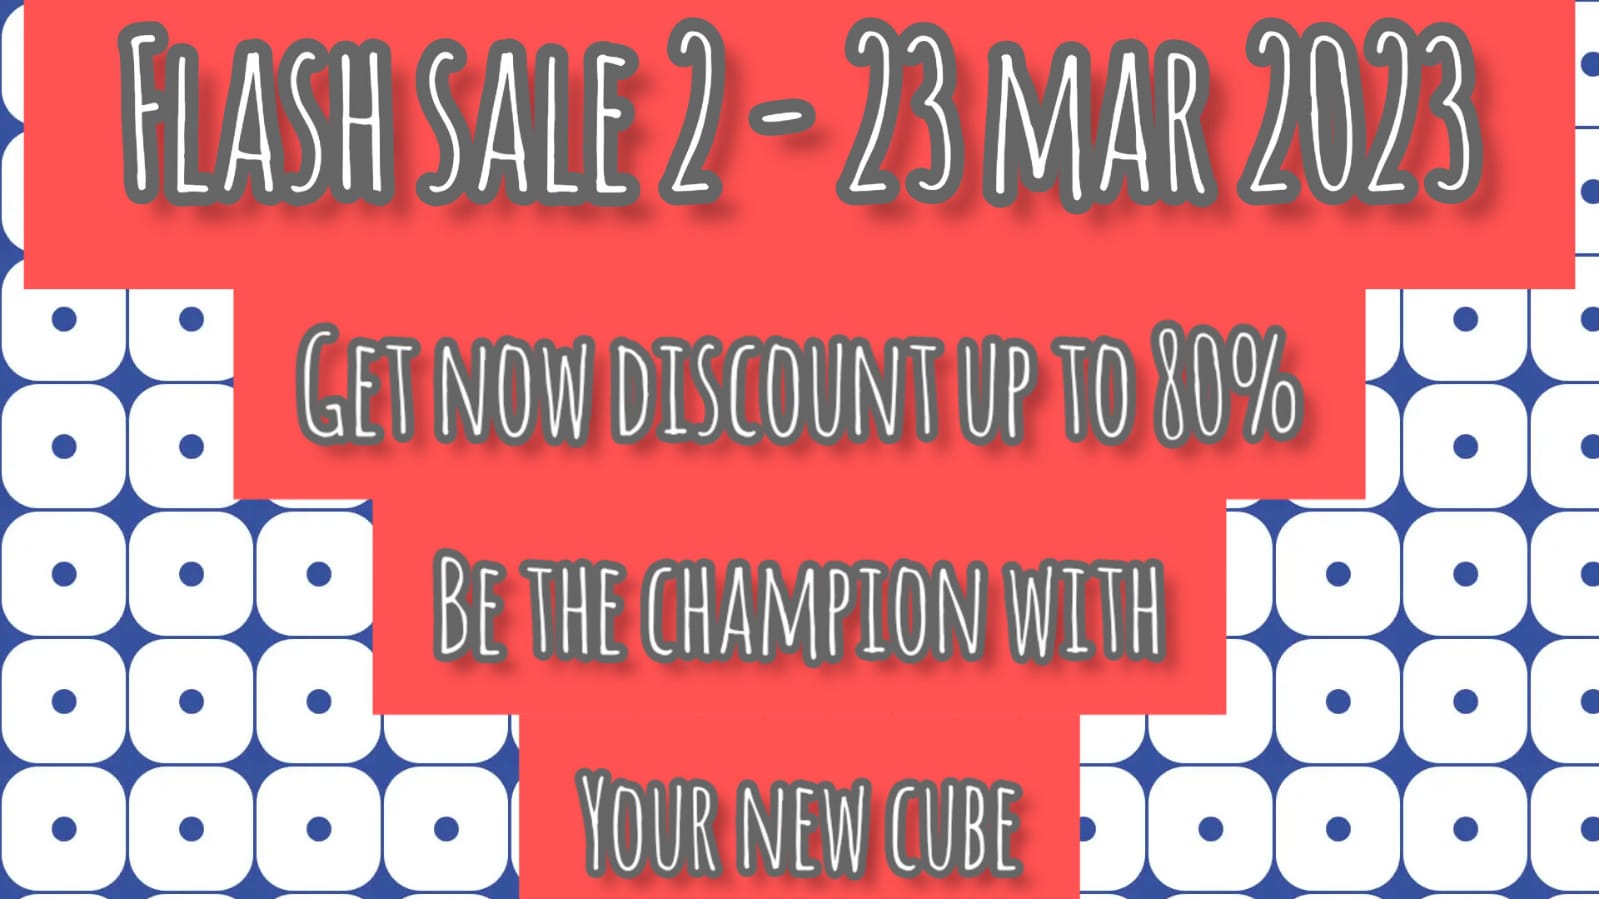 Flash sale 2 - 23 mar 2023
Get now discount up to 80%
Be the champion with
Your new cube